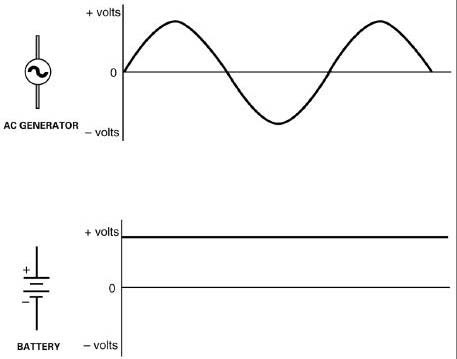 + volts
0
AC GENERATOR
– volts
+ volts
+
0
–
– volts
BATTERY